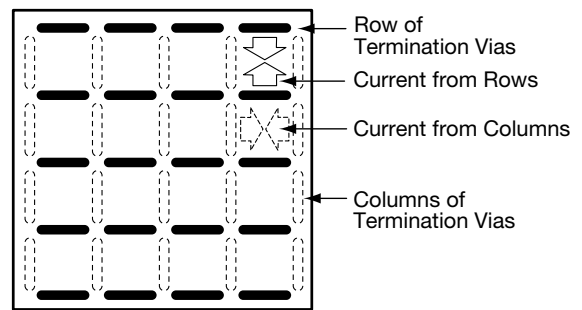 Row of
Termination Vias
Current from Rows
Current from Columns
Columns of
Termination Vias